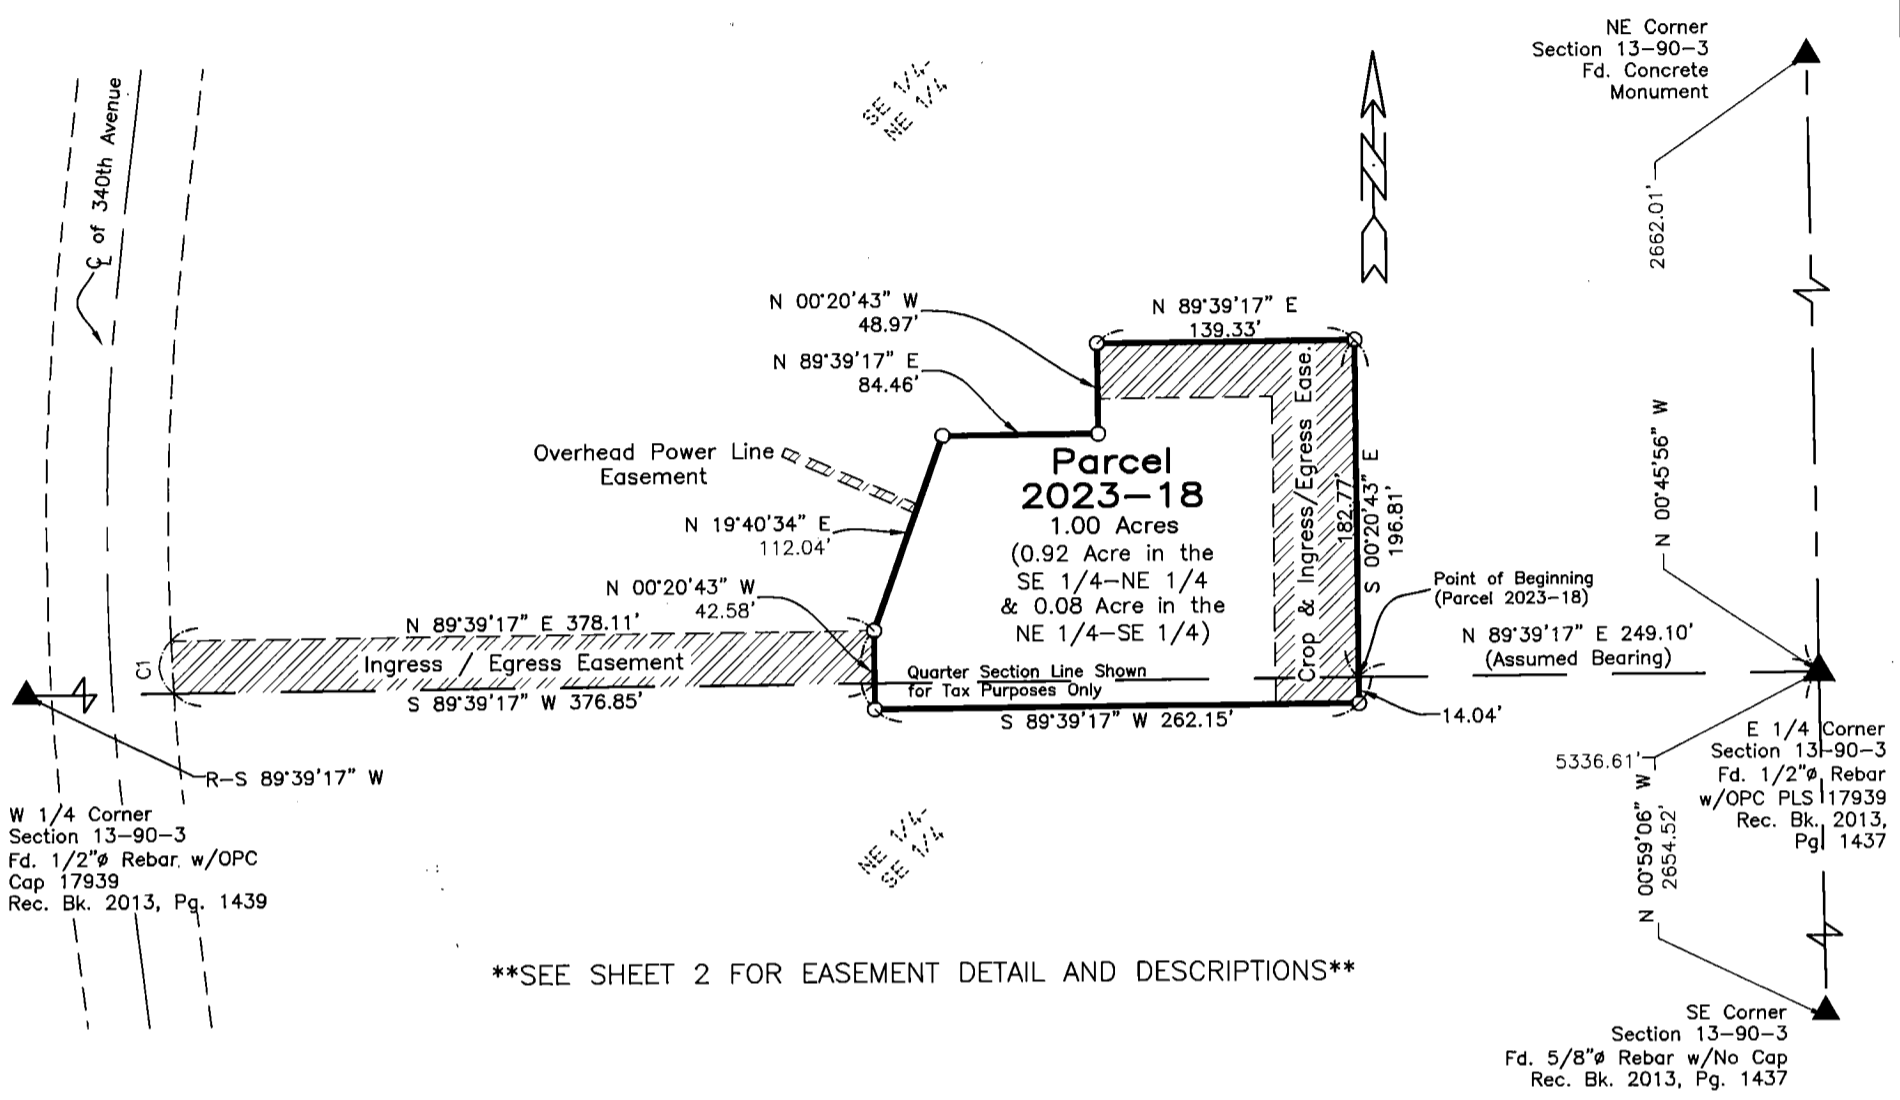 NE Corner
Section 13-90-3
Fd. Concrete
Monument
SE 1/4-
NE 1/4
℄ of 340th Avenue
2662.01'
N 00°20'43" W
48.97'
N 89°39'17" E
139.33'
N 89°39'17" E
84.46'
Overhead Power Line
Easement
N 19°40'34" E
112.04'
Parcel
2023-18
1.00 Acres
(0.92 Acre in the
SE 1/4-NE 1/4
& 0.08 Acre in the
NE 1/4-SE 1/4)
Crop & Ingress/Egress Ease.
182.77'
S 00°20'43" E
196.81'
N 00°45'56" W
N 00°20'43" W
42.58'
Point of Beginning
(Parcel 2023-18)
N 89°39'17" E 378.11'
C1
Ingress / Egress Easement
S 89°39'17" W 376.85'
Quarter Section Line Shown
for Tax Purposes Only
N 89°39'17" E 249.10'
(Assumed Bearing)
S 89°39'17" W 262.15'
14.04'
R-S 89°39'17" W
W 1/4 Corner
Section 13-90-3
Fd. 1/2"ø Rebar w/OPC
Cap 17939
Rec. Bk. 2013, Pg. 1439
E 1/4 Corner
Section 13-90-3
Fd. 1/2"ø Rebar
w/OPC PLS 17939
Rec. Bk. 2013,
Pg 1437
5336.61'
N 00°59'06" W
2654.52'
NE 1/4-
SE 1/4
**SEE SHEET 2 FOR EASEMENT DETAIL AND DESCRIPTIONS**
SE Corner
Section 13-90-3
Fd. 5/8"ø Rebar w/No Cap
Rec. Bk. 2013, Pg. 1437